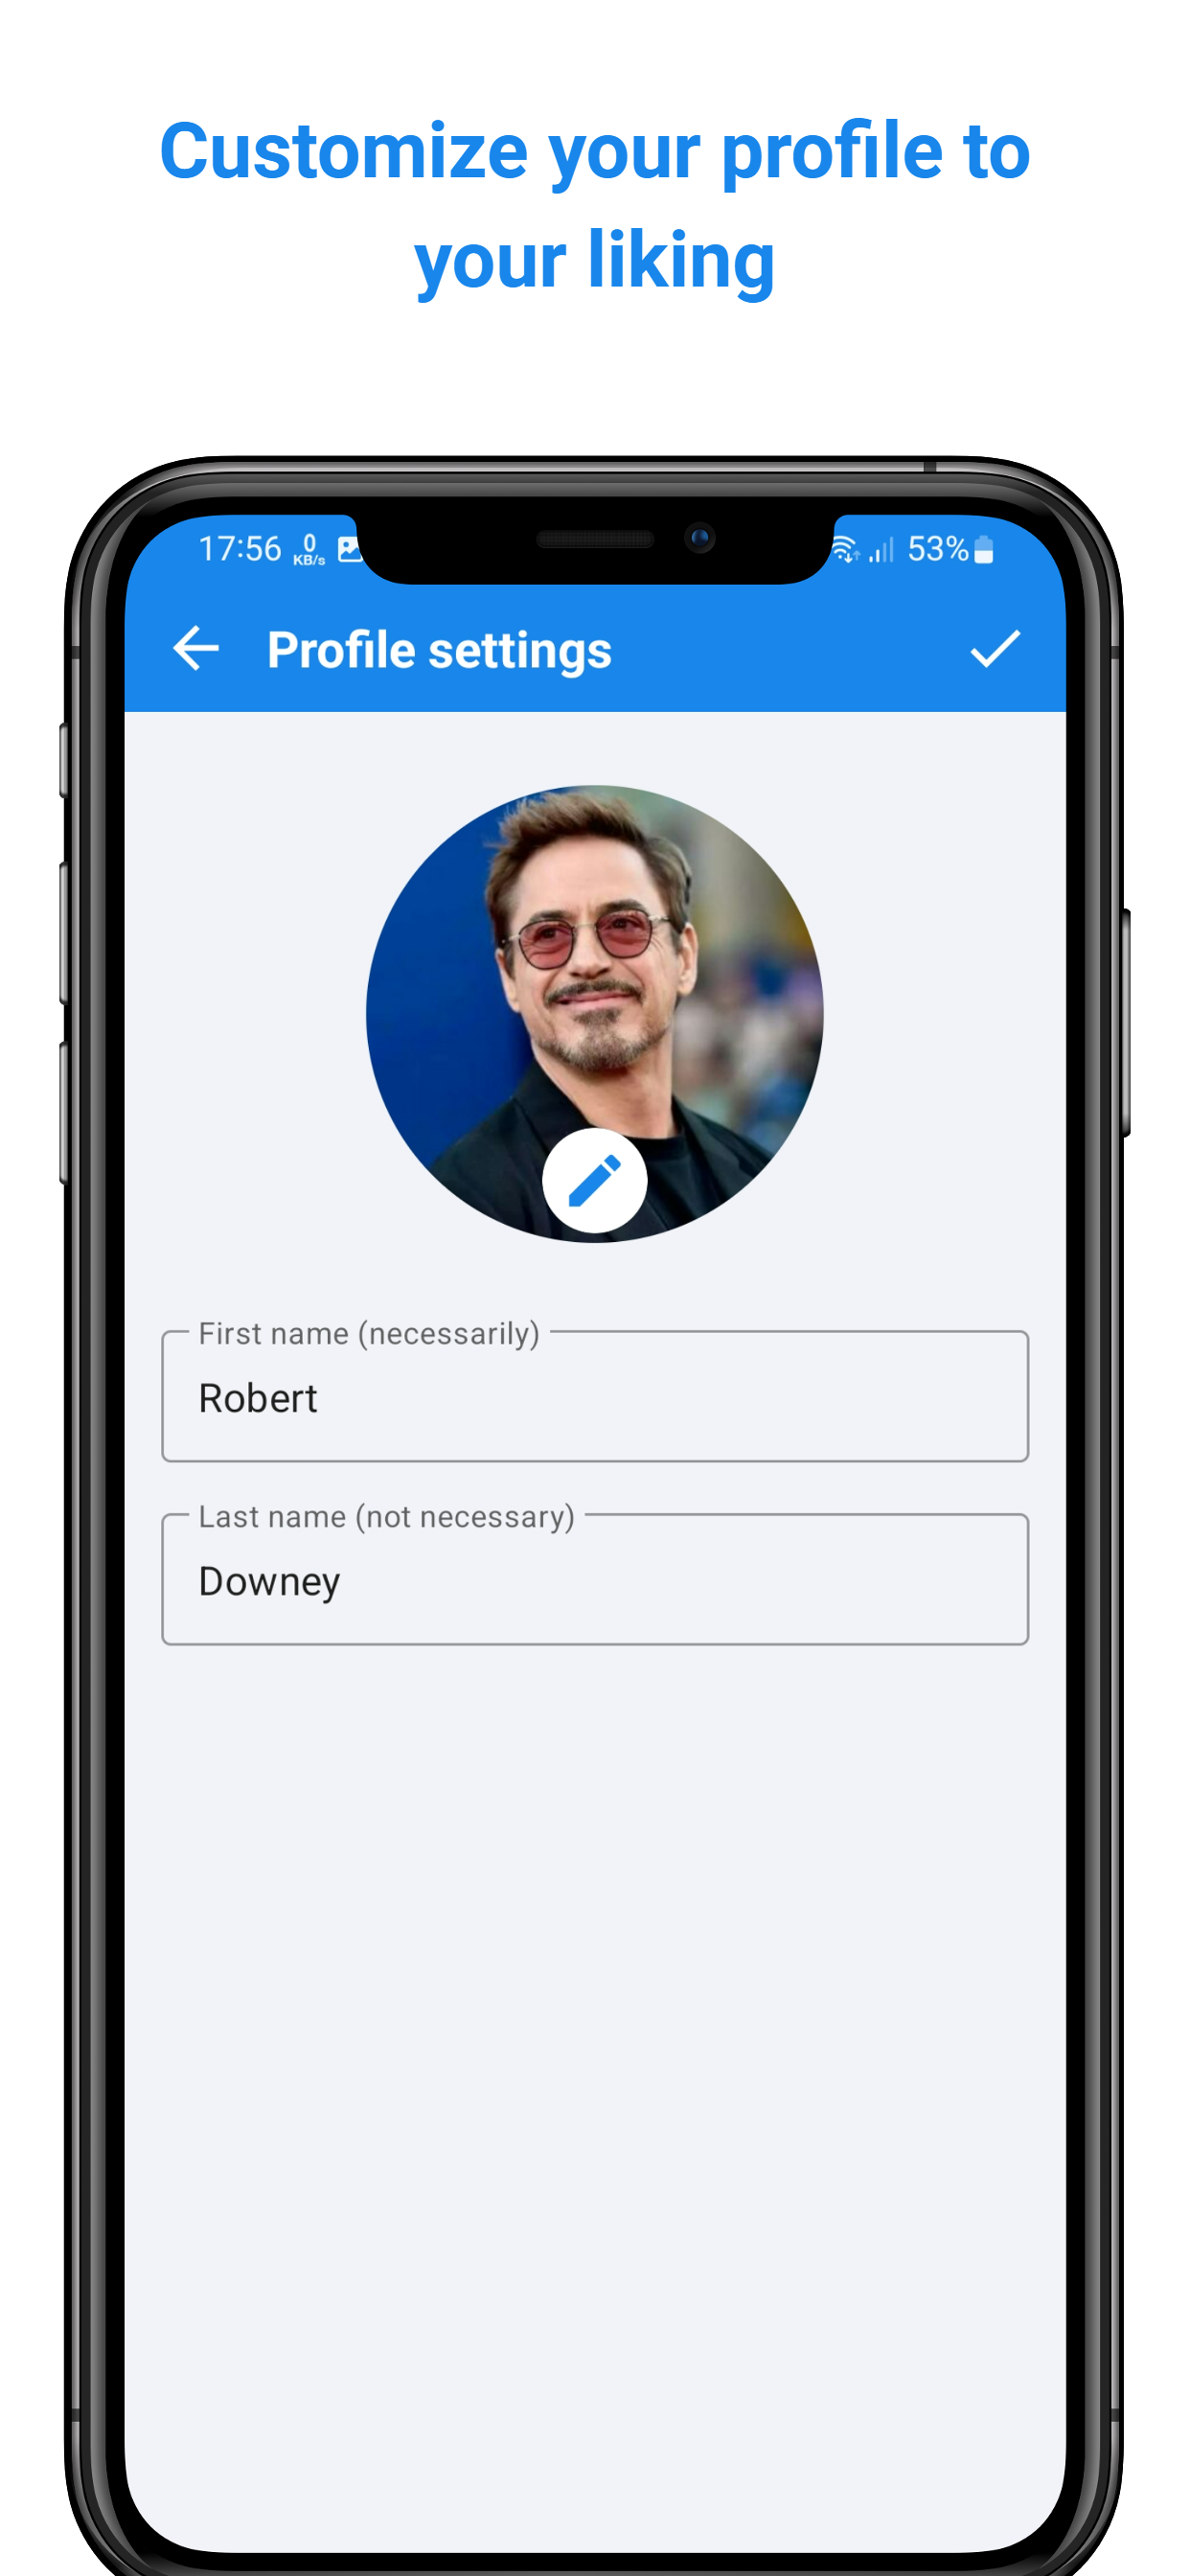 Customize your profile to
your liking
17:56 0 KB/s 53%
Profile settings
First name (necessarily)
Robert
Last name (not necessary)
Downey